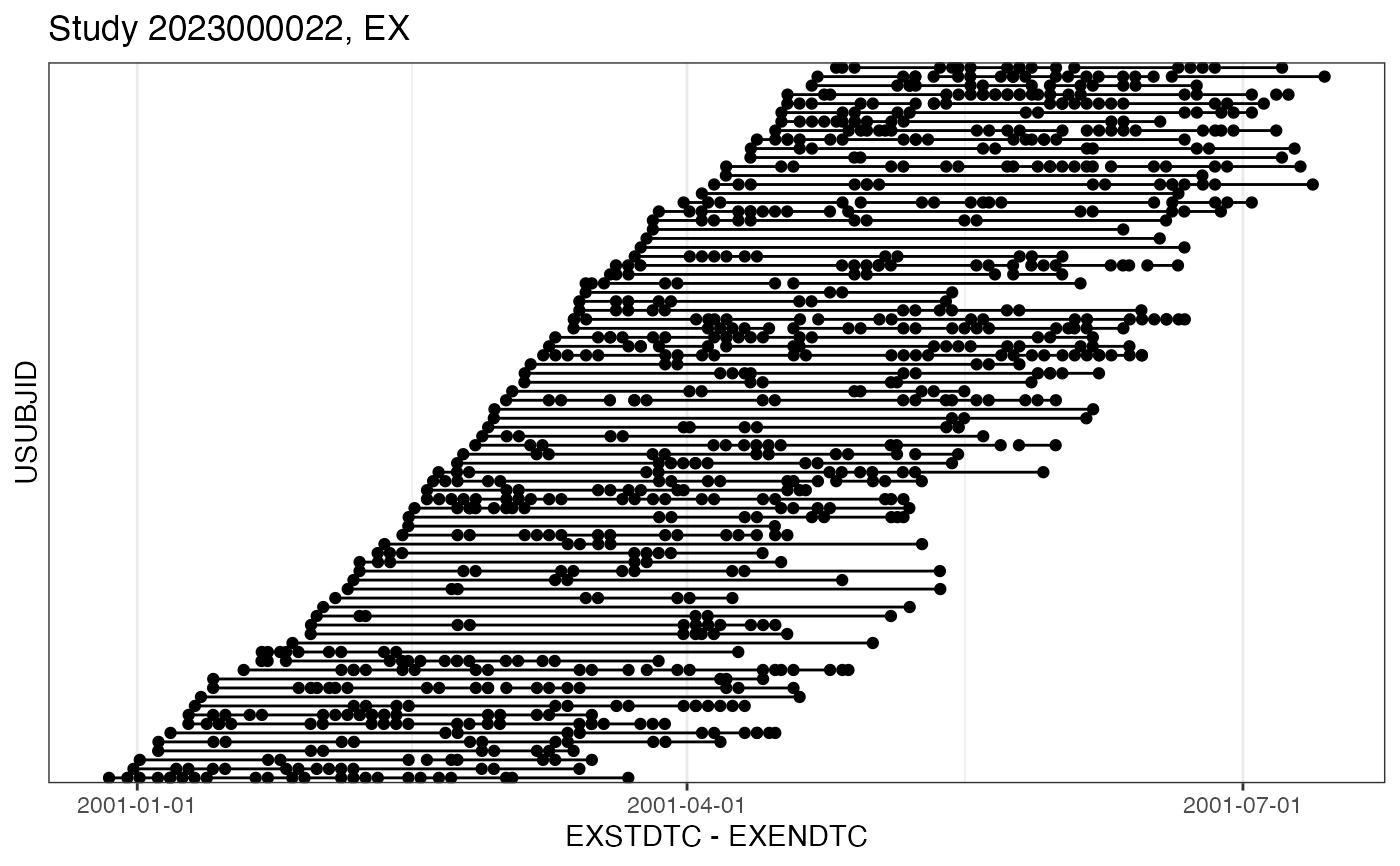 Study 2023000022, EX
USUBJID
2001-01-01
2001-04-01
2001-07-01
EXSTDTC - EXENDTC